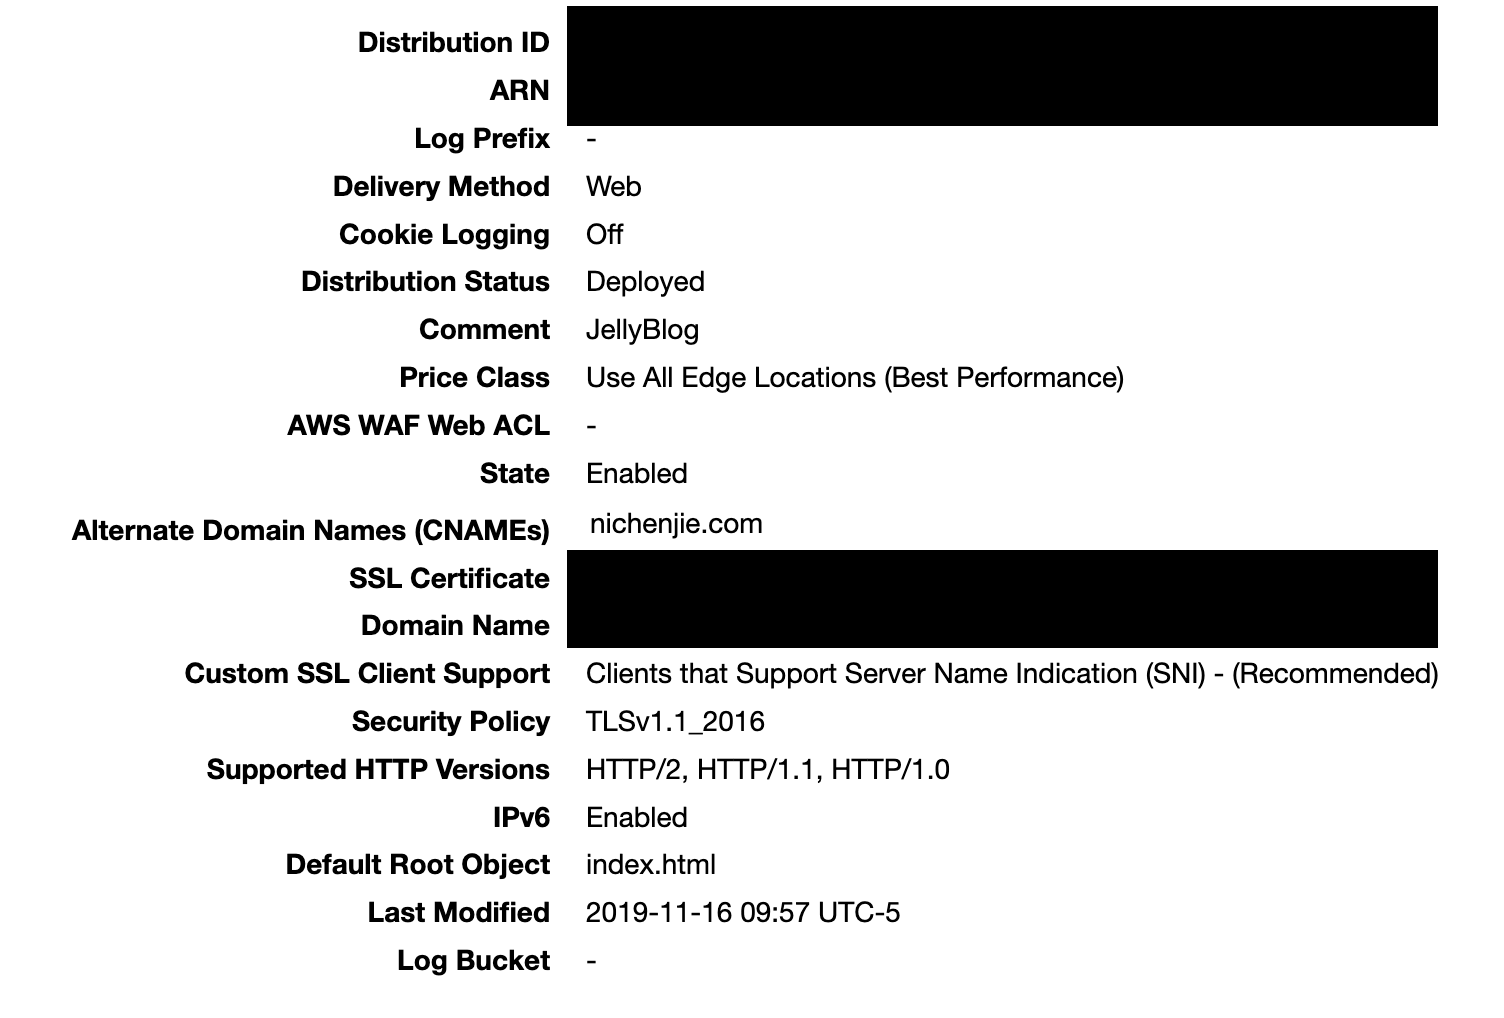 Distribution ID
ARN
Log Prefix -
Delivery Method Web
Cookie Logging Off
Distribution Status Deployed
Comment JellyBlog
Price Class Use All Edge Locations (Best Performance)
AWS WAF Web ACL -
State Enabled
Alternate Domain Names (CNAMEs) nichenjie.com
SSL Certificate
Domain Name
Custom SSL Client Support Clients that Support Server Name Indication (SNI) - (Recommended)
Security Policy TLSv1.1_2016
Supported HTTP Versions HTTP/2, HTTP/1.1, HTTP/1.0
IPv6 Enabled
Default Root Object index.html
Last Modified 2019-11-16 09:57 UTC-5
Log Bucket -